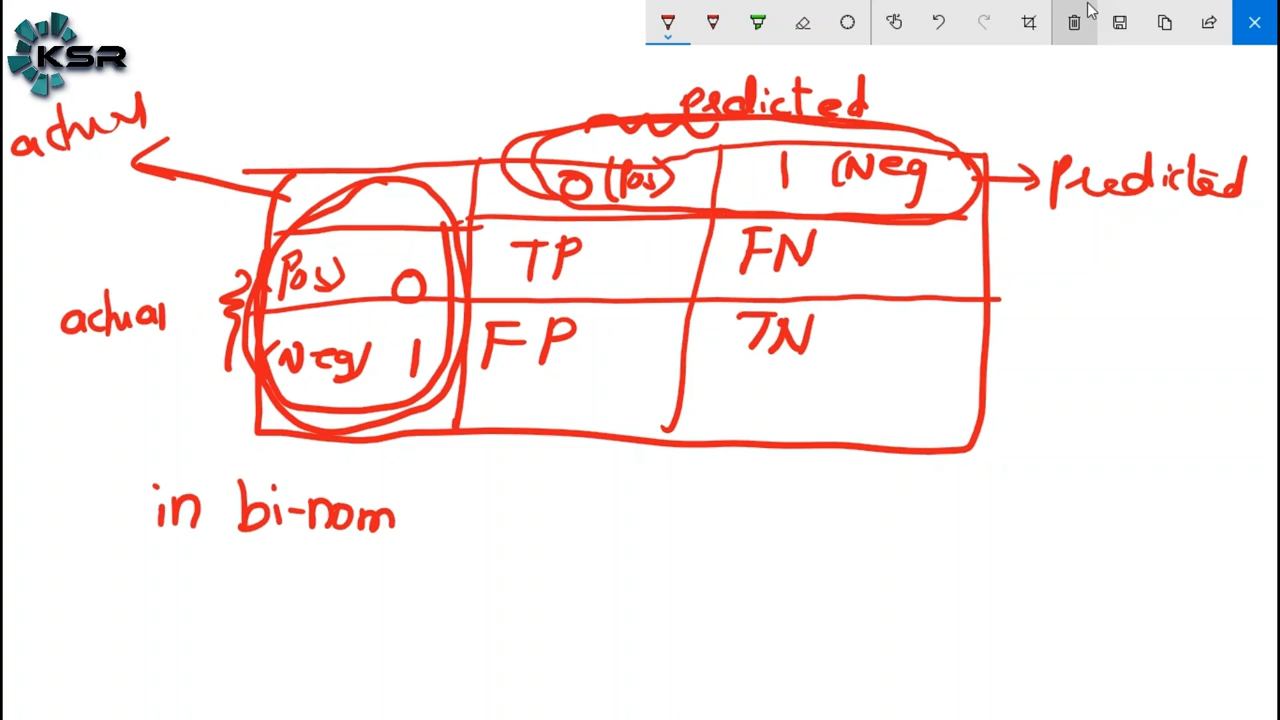 KSR
predicted
actual
0 (Pos) 1 (Neg
Predicted
TP FN
Pos 0
actual
FP TN
(Neg) 1
in bi-nom